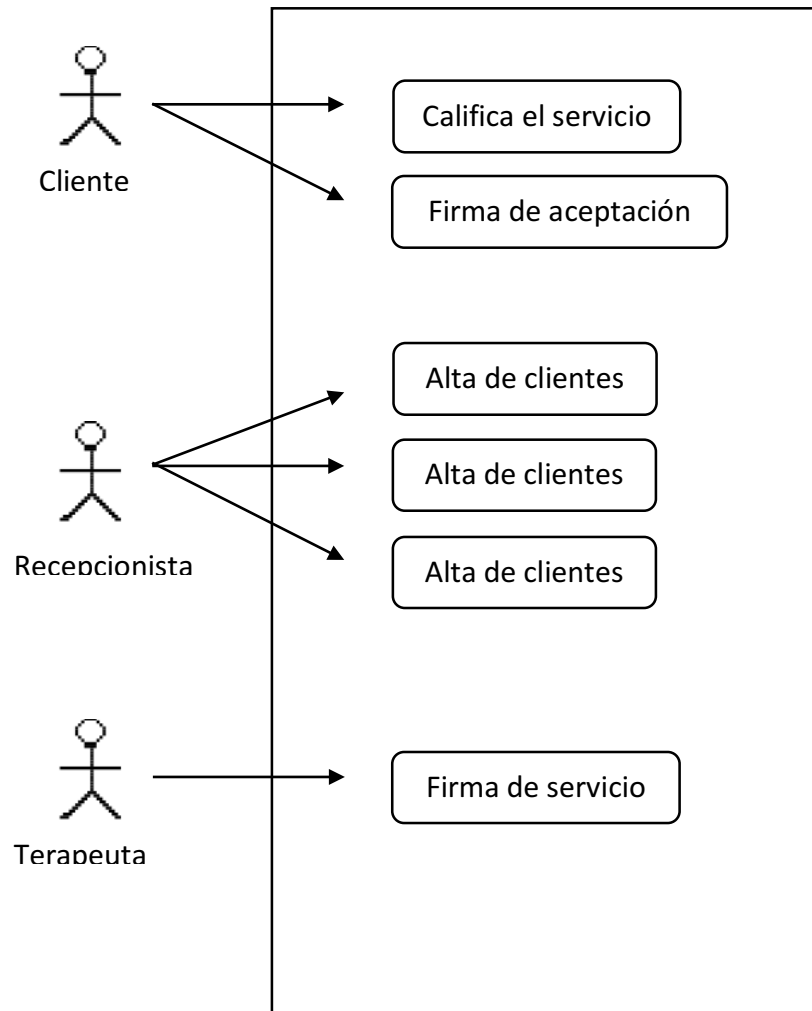 Califica el servicio
Cliente
Firma de aceptación
Alta de clientes
Alta de clientes
Recepcionista
Alta de clientes
Firma de servicio
Terapeuta